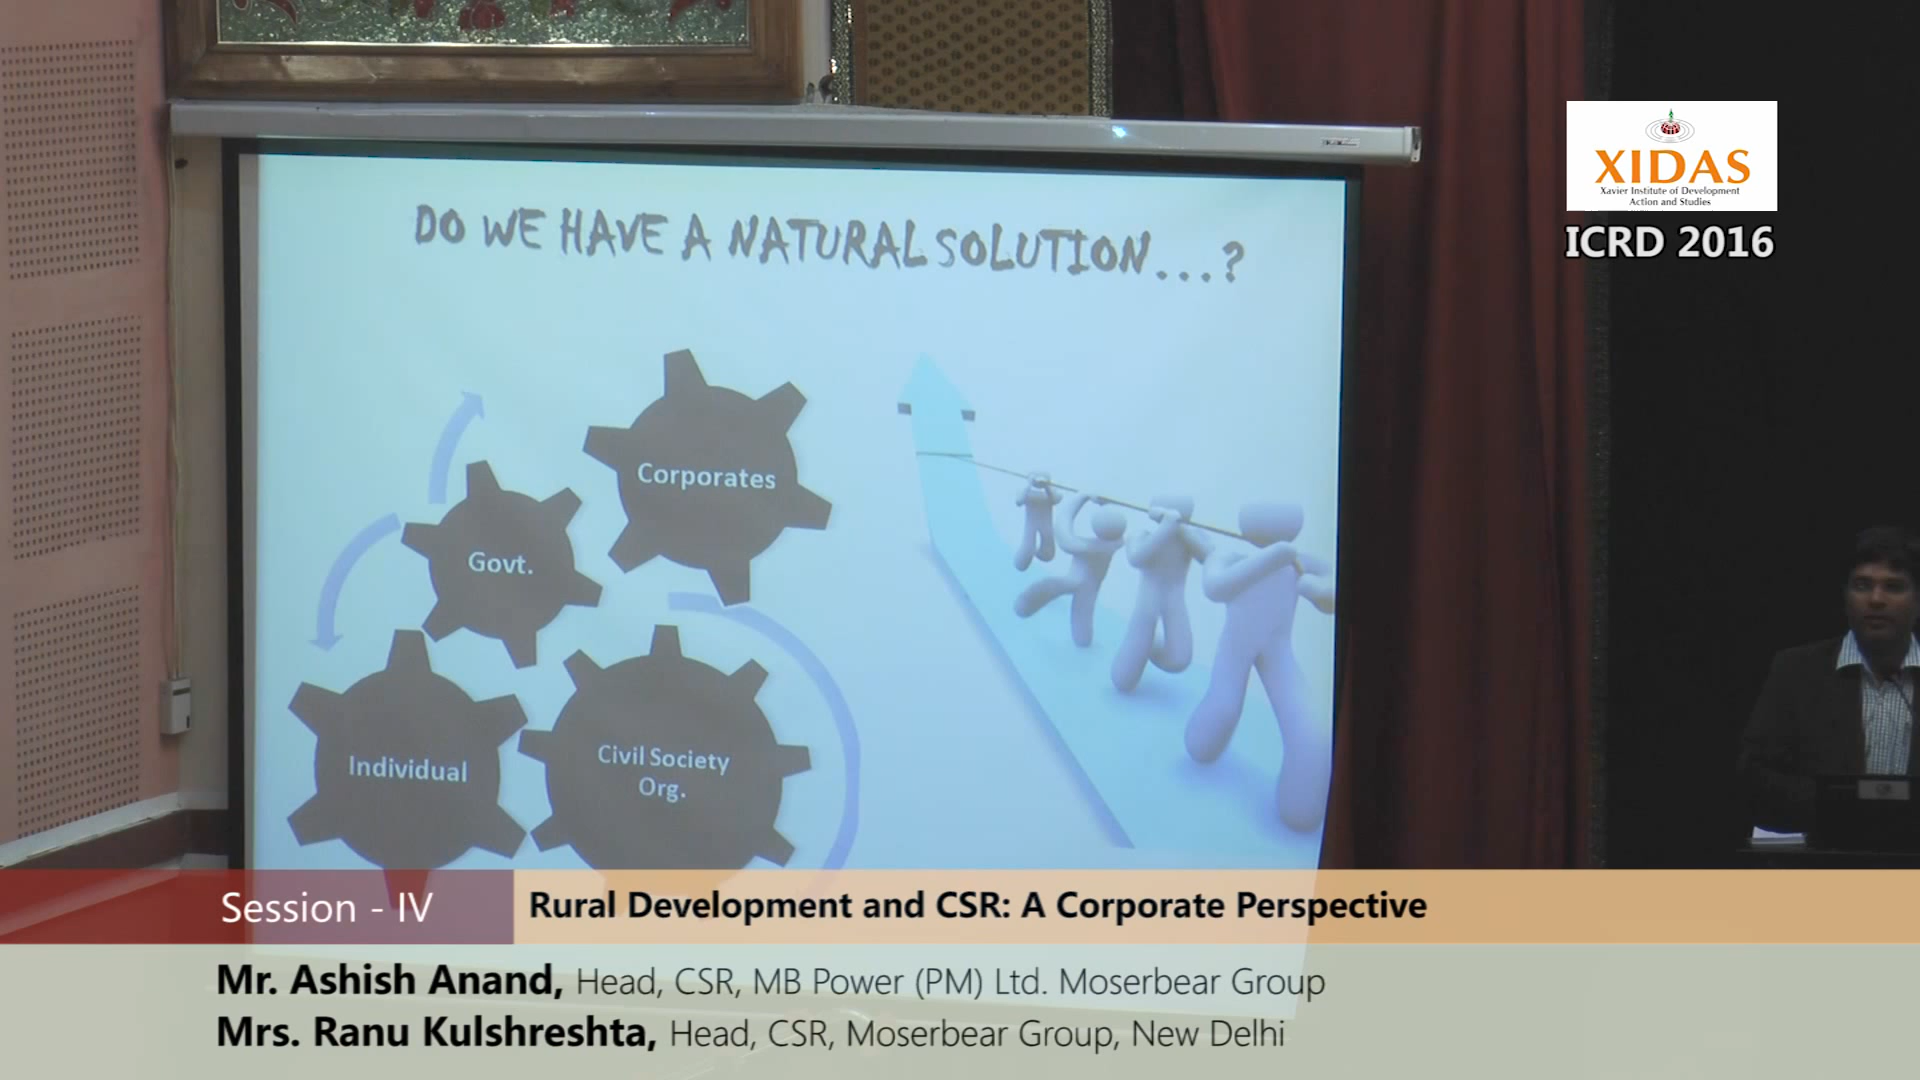 XIDAS
Xavier Institute of Development
Action and Studies
ICRD 2016
DO WE HAVE A NATURAL SOLUTION...?
Corporates
Govt.
Individual
Civil Society
Org.
Session - IV
Rural Development and CSR: A Corporate Perspective
Mr. Ashish Anand, Head, CSR, MB Power (PM) Ltd. Moserbear Group
Mrs. Ranu Kulshreshta, Head, CSR, Moserbear Group, New Delhi